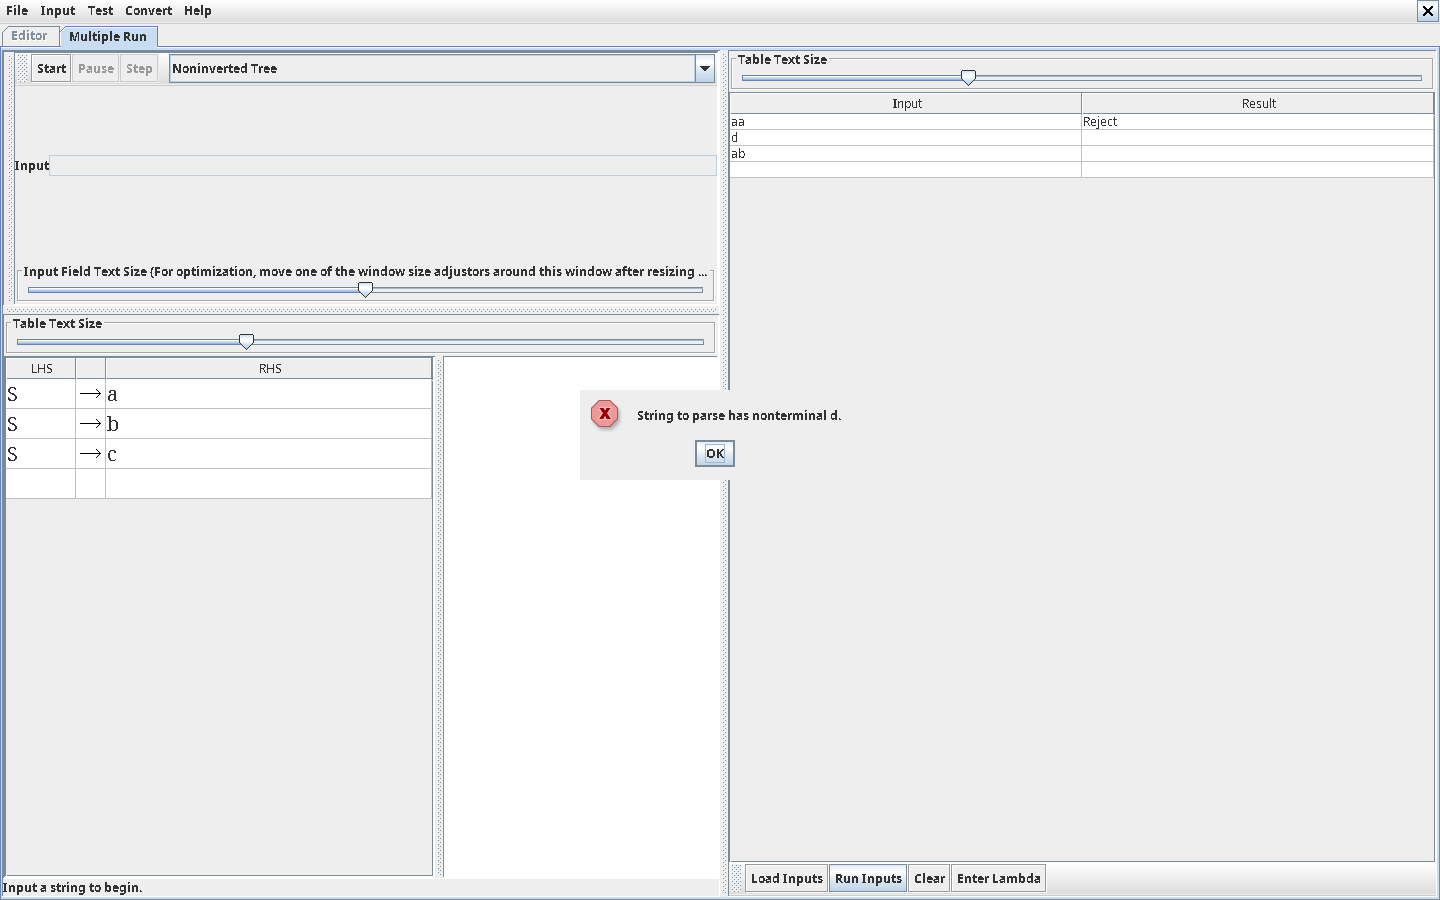 File Input Test Convert Help
Editor Multiple Run
Start Pause Step Noninverted Tree
Input
Input Field Text Size (For optimization, move one of the window size adjustors around this window after resizing ...
Table Text Size
LHS RHS
S → a
S → b
S → c
Input a string to begin.
String to parse has nonterminal d.
OK
Table Text Size
Input Result
aa Reject
d
ab
Load Inputs Run Inputs Clear Enter Lambda